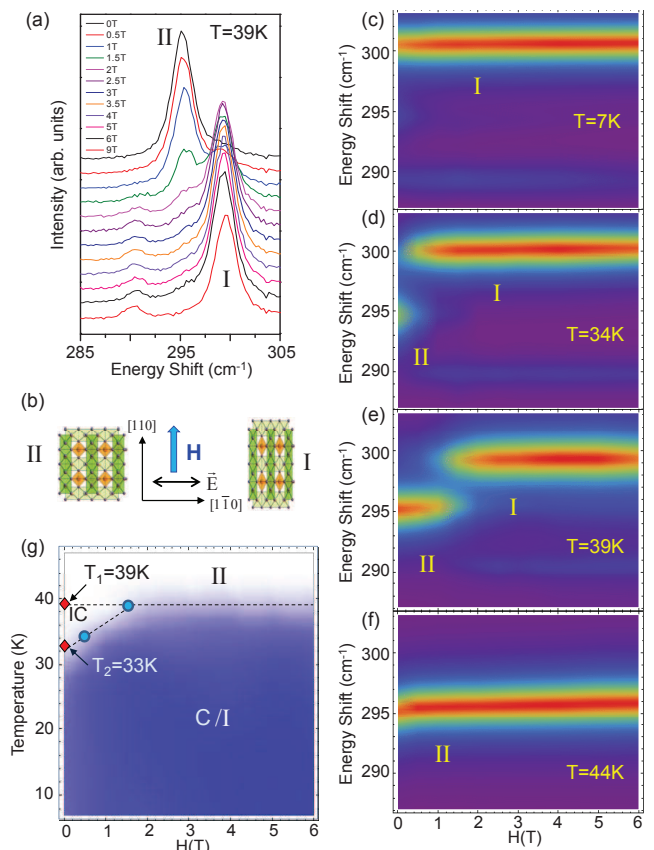 (a)
0T
0.5T
1T
1.5T
2T
2.5T
3T
3.5T
4T
5T
6T
9T
II
T=39K
I
Intensity (arb. units)
285
295
305
Energy Shift (cm-1)
(b)
II
[110]
H
E
[11̄0]
I
(g)
T1=39K
II
IC
T2=33K
C/I
Temperature (K)
40
30
20
10
0
1
2
3
4
5
6
H(T)
(c)
Energy Shift (cm-1)
300
295
290
I
T=7K
(d)
Energy Shift (cm-1)
300
295
290
I
II
T=34K
(e)
Energy Shift (cm-1)
300
295
290
I
II
T=39K
(f)
Energy Shift (cm-1)
300
295
290
II
T=44K
0
1
2
3
4
5
6
H(T)